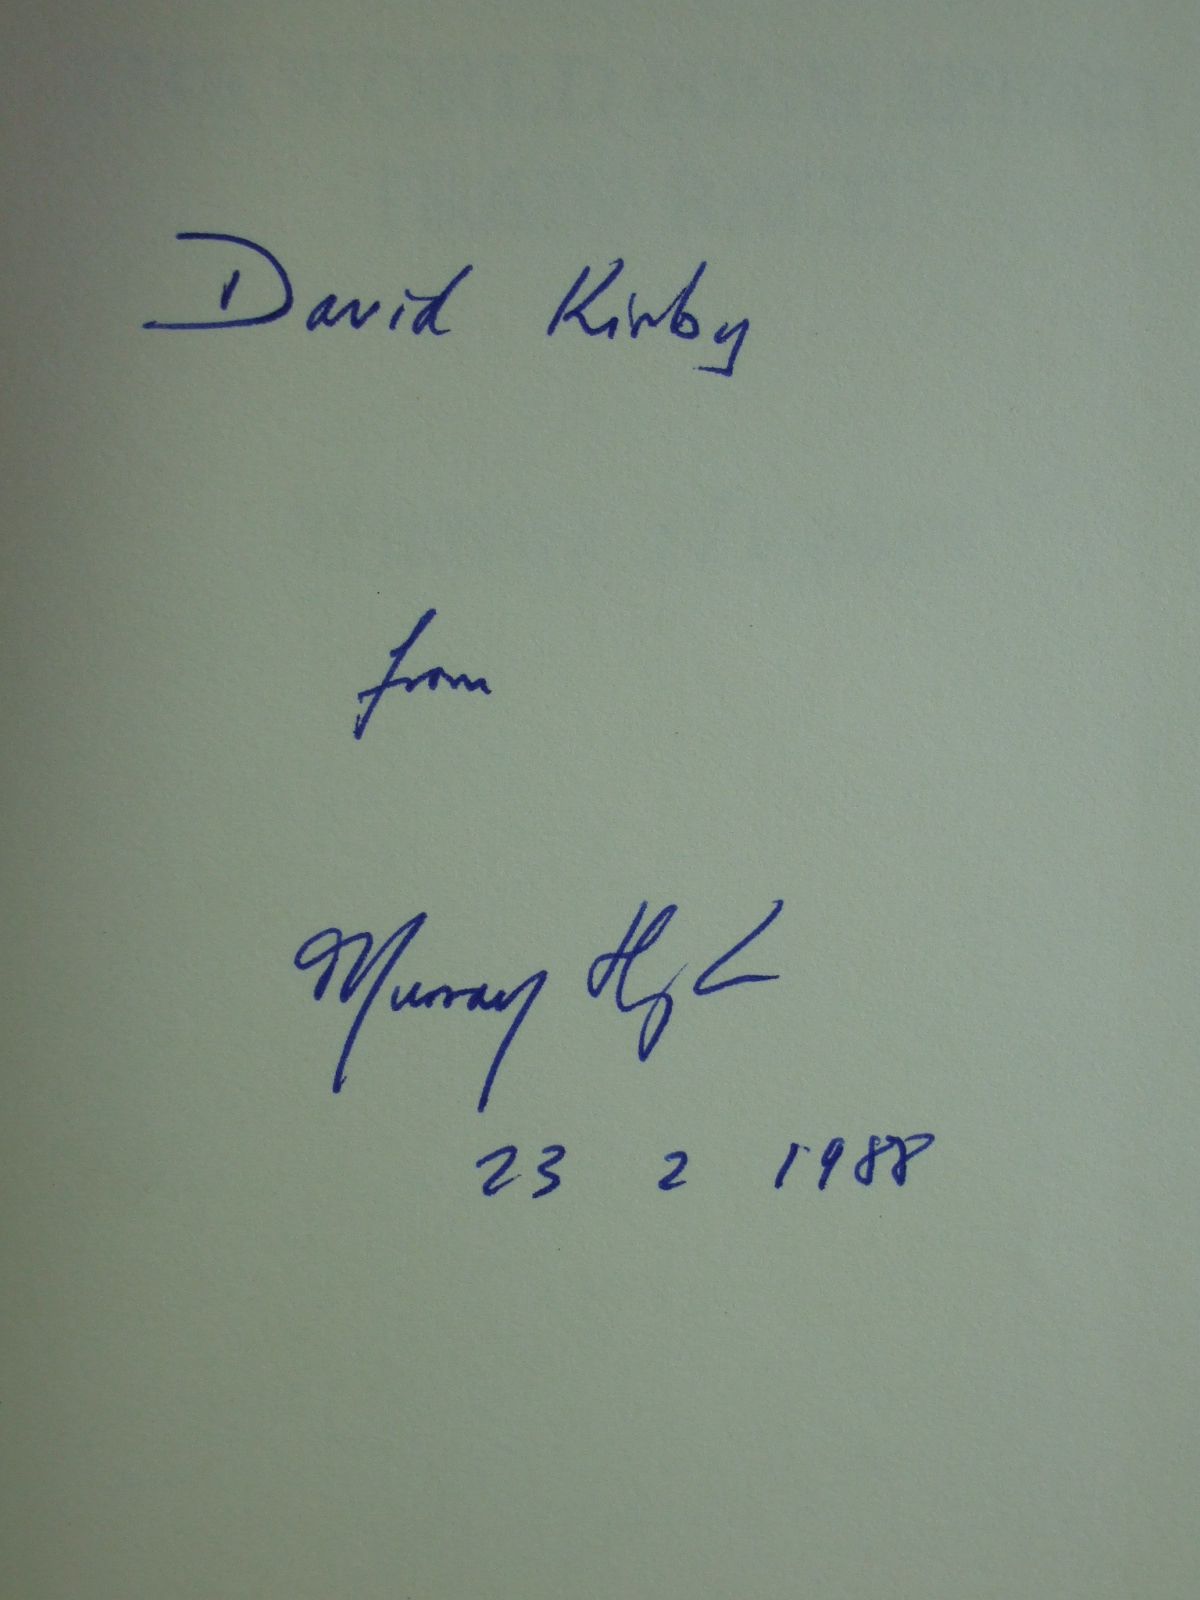 David Kirby
from
Murray
23 2 1988